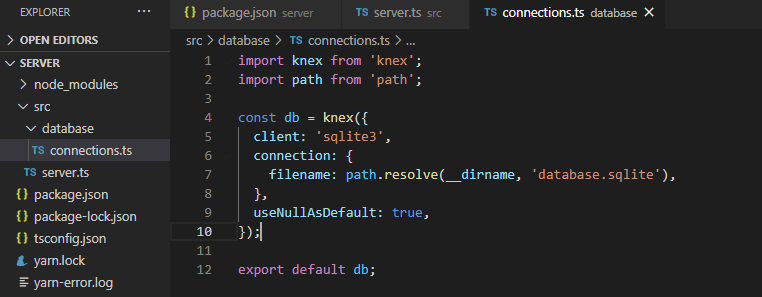 EXPLORER ...
package.json server
TS server.ts src
TS connections.ts database ×
> OPEN EDITORS
src > database > TS connections.ts > ...
SERVER
node_modules
src
database
TS connections.ts
TS server.ts
{} package.json
{} package-lock.json
{} tsconfig.json
yarn.lock
yarn-error.log
1 import knex from 'knex';
2 import path from 'path';
3
4 const db = knex({
5 client: 'sqlite3',
6 connection: {
7 filename: path.resolve(__dirname, 'database.sqlite'),
8 },
9 useNullAsDefault: true,
10 });
11
12 export default db;